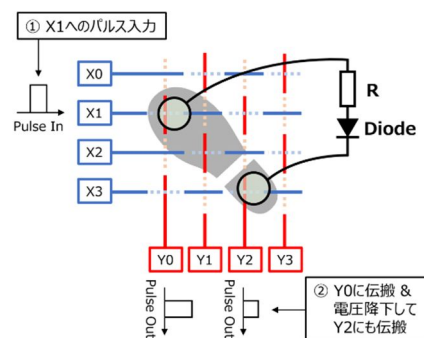 ① X1へのパルス入力
X0
X1
Pulse In
X2
X3
R
Diode
Y0
Y1
Y2
Y3
Pulse Out
Pulse Out
② Y0に伝搬 &
電圧降下して
Y2にも伝搬